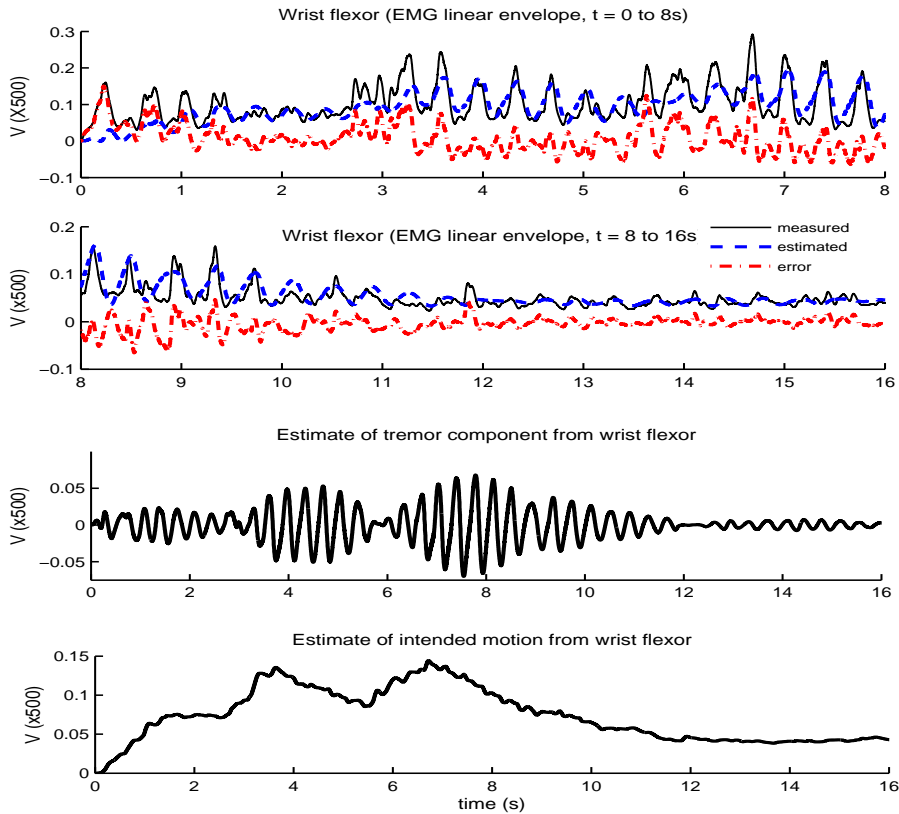 Wrist flexor (EMG linear envelope, t = 0 to 8s)
V (X500)
0.3
0.2
0.1
0
−0.1
0 1 2 3 4 5 6 7 8
Wrist flexor (EMG linear envelope, t = 8 to 16s
measured
estimated
error
V (x500)
0.2
0.1
0
−0.1
8 9 10 11 12 13 14 15 16
Estimate of tremor component from wrist flexor
V (x500)
0.05
0
−0.05
0 2 4 6 8 10 12 14 16
Estimate of intended motion from wrist flexor
V (x500)
0.15
0.1
0.05
0
0 2 4 6 8 10 12 14 16
time (s)